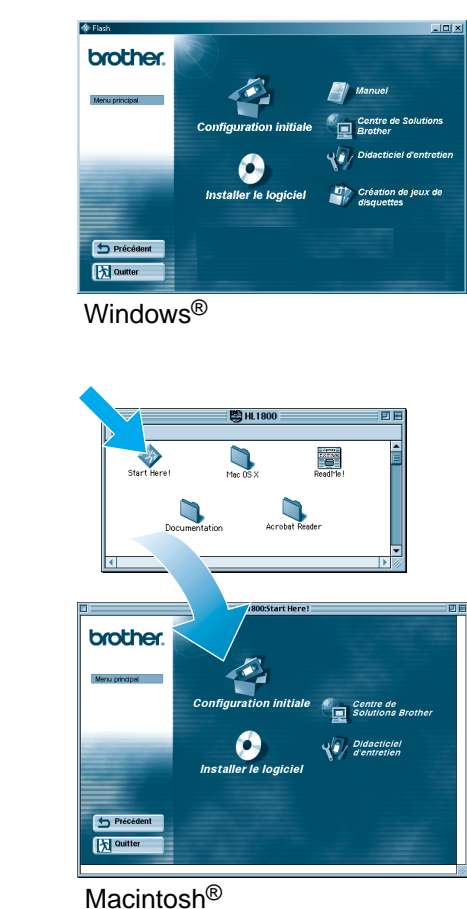 Flash
brother.
Menu principal
Configuration initiale
Installer le logiciel
Manuel
Centre de Solutions
Brother
Didacticiel d'entretien
Création de jeux de
disquettes
Précédent
Quitter
Windows®
HL1800
Start Here!
Mac OS X
ReadMe!
Documentation
Acrobat Reader
800:Start Here!
brother.
Menu principal
Configuration initiale
Installer le logiciel
Centre de
Solutions Brother
Didacticiel
d'entretien
Précédent
Quitter
Macintosh®